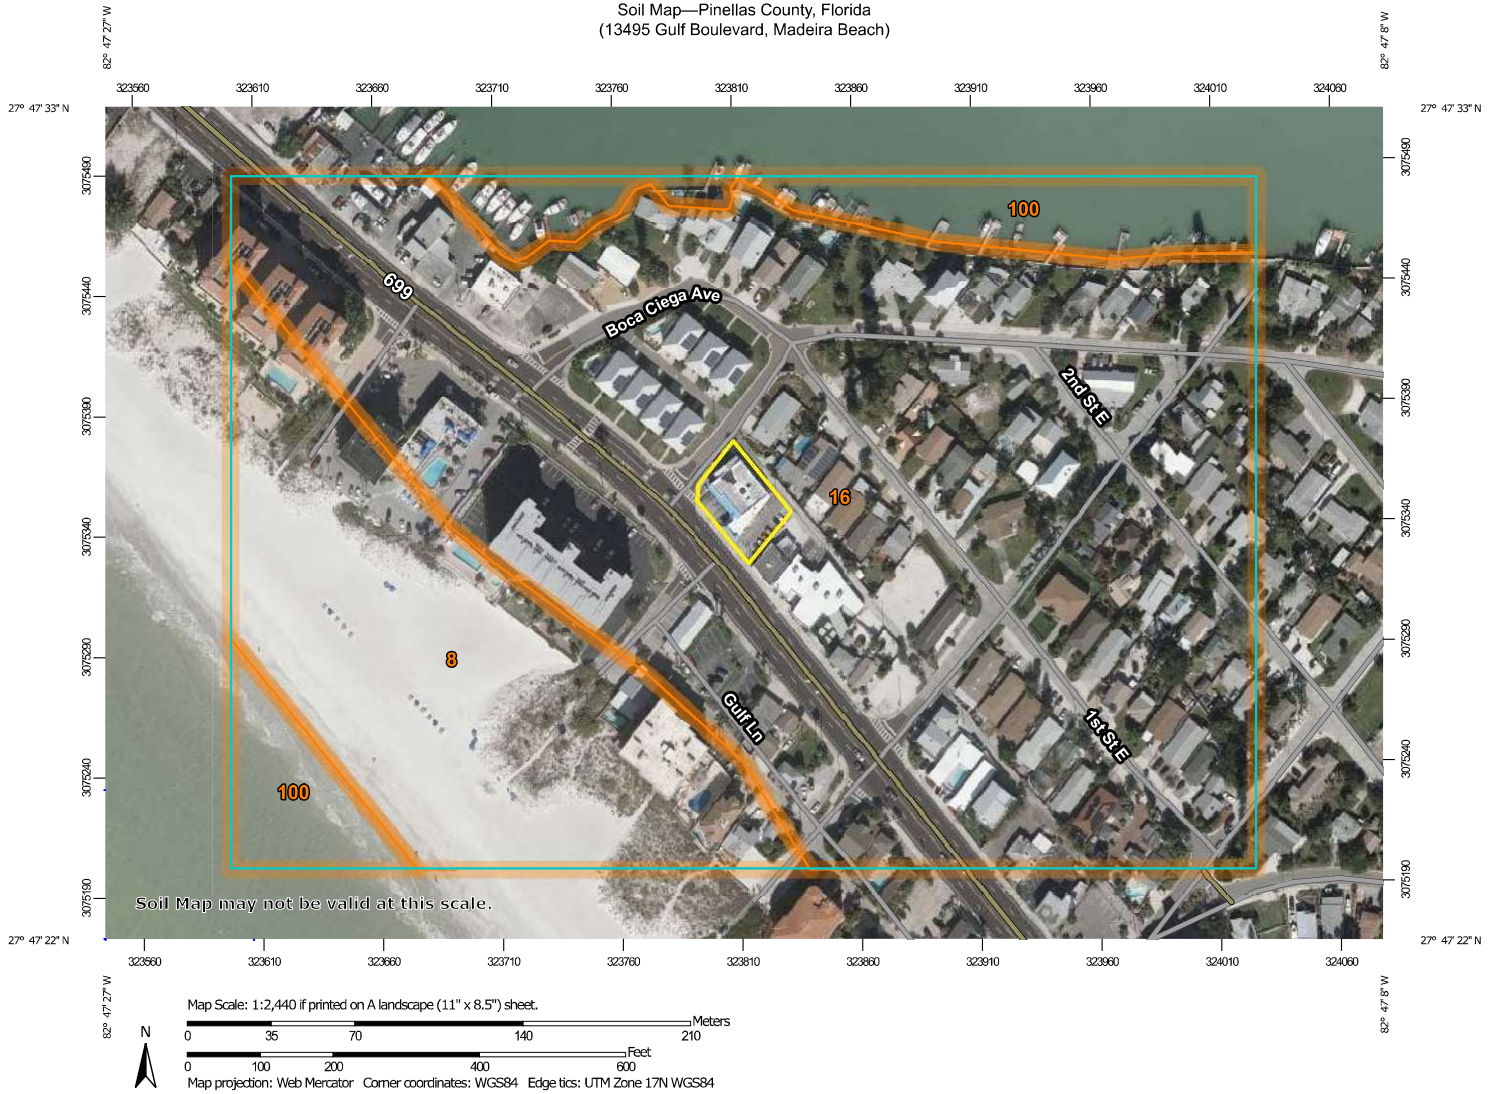 Soil Map—Pinellas County, Florida
(13495 Gulf Boulevard, Madeira Beach)
82° 47' 27'' W
82° 47' 8'' W
323560 323610 323660 323710 323760 323810 323860 323910 323960 324010 324060
27° 47' 33'' N
27° 47' 33'' N
3075490
3075440
3075390
3075340
3075290
3075240
3075190
3075490
3075440
3075390
3075340
3075290
3075240
3075190
100
699
Boca Ciega Ave
2nd St E
16
8
Gulf Ln
1st St E
100
Soil Map may not be valid at this scale.
27° 47' 22'' N
27° 47' 22'' N
323560 323610 323660 323710 323760 323810 323860 323910 323960 324010 324060
82° 47' 27'' W
82° 47' 8'' W
Map Scale: 1:2,440 if printed on A landscape (11" x 8.5") sheet.
N
Meters
0 35 70 140 210
Feet
0 100 200 400 600
Map projection: Web Mercator Corner coordinates: WGS84 Edge tics: UTM Zone 17N WGS84